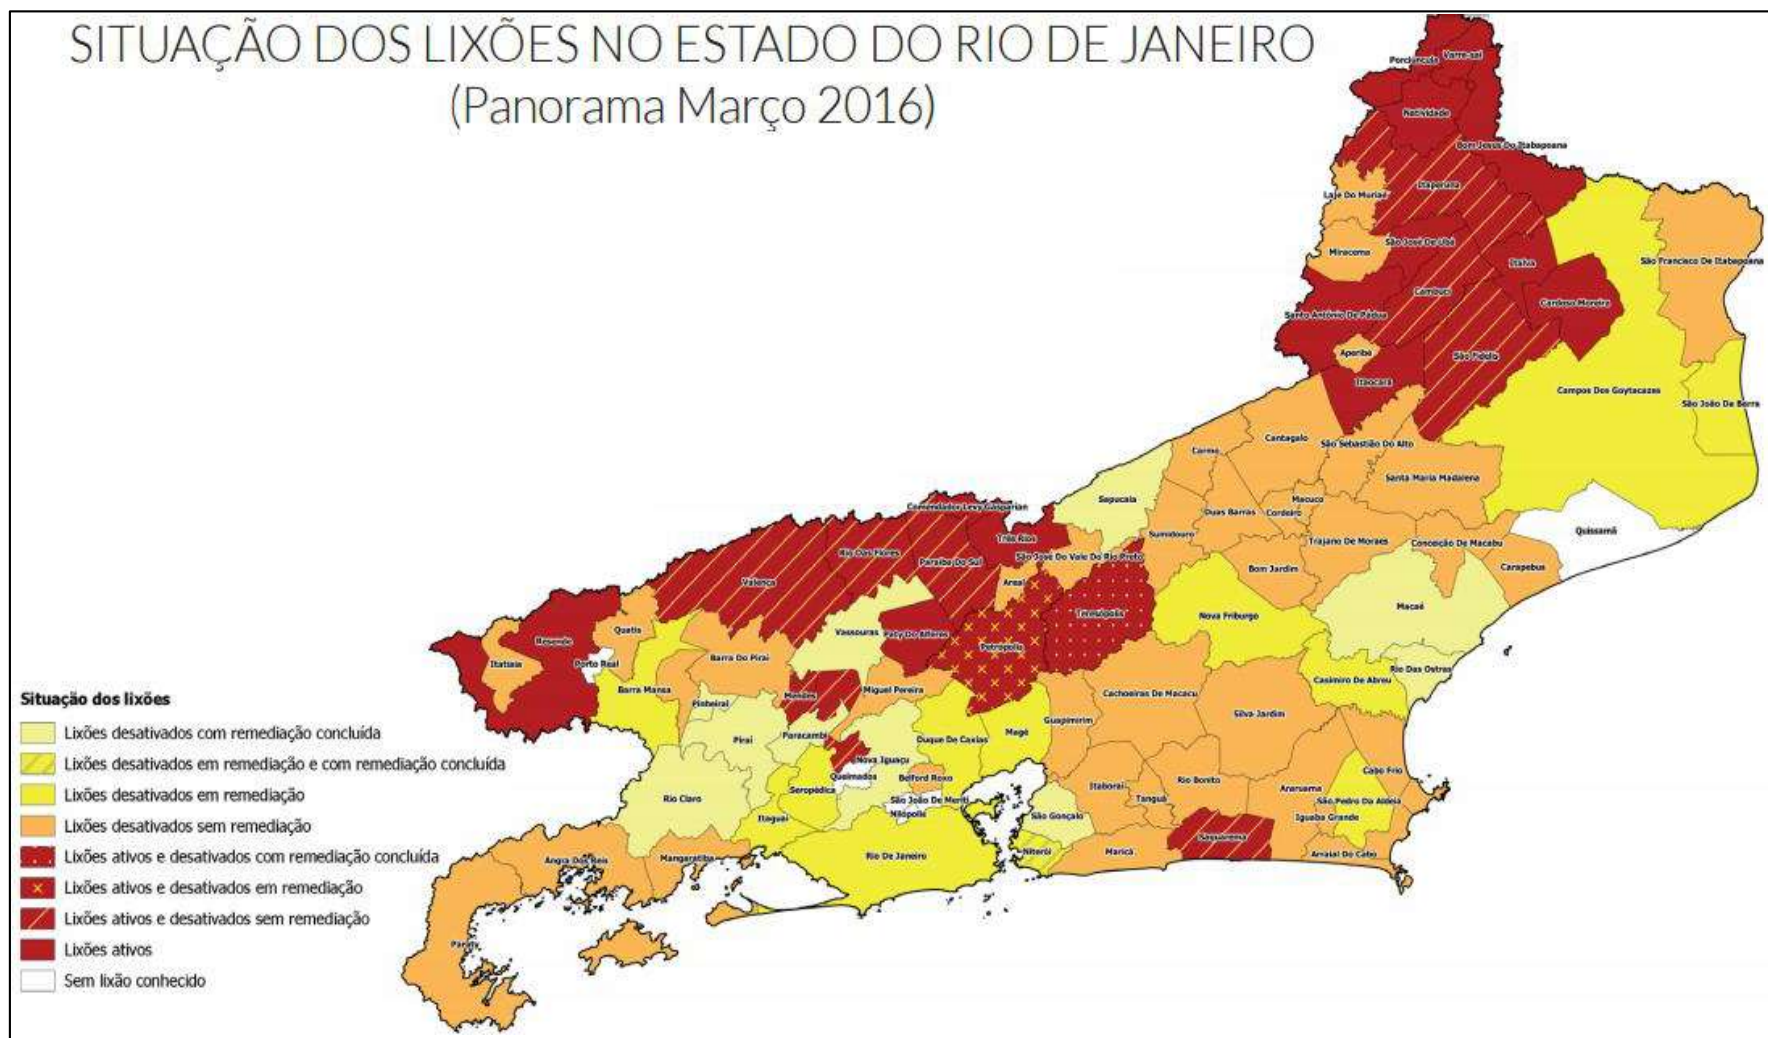 SITUAÇÃO DOS LIXÕES NO ESTADO DO RIO DE JANEIRO
(Panorama Março 2016)
Porciúncula
Varre-sai
Natividade
Bom Jesus Do Itabapoana
Itaperuna
Laje Do Muriaé
São José De Ubá
Miracema
Italva
São Francisco De Itabapoana
Cambuci
Cardoso Moreira
Santo Antônio De Pádua
Aperibé
São Fidélis
Itaocara
Campos Dos Goytacazes
São João Da Barra
Cantagalo
São Sebastião Do Alto
Carmo
Santa Maria Madalena
Sapucaia
Macuco
Duas Barras
Cordeiro
Comendador Levy Gasparian
Quissamã
Sumidouro
Três Rios
Trajano De Moraes
Conceição De Macabu
Rio Das Flores
São José Do Vale Do Rio Preto
Paraíba Do Sul
Carapebus
Bom Jardim
Valença
Areal
Macaé
Teresópolis
Nova Friburgo
Vassouras
Paty Do Alferes
Quatis
Resende
Petrópolis
Barra Do Piraí
Porto Real
Itatiaia
Rio Das Ostras
Casimiro De Abreu
Barra Mansa
Miguel Pereira
Mendes
Cachoeiras De Macacu
Pinheiral
Silva Jardim
Guapimirim
Magé
Paracambi
Piraí
Duque De Caxias
Nova Iguaçu
Cabo Frio
Queimados
Belford Roxo
Rio Bonito
Itaboraí
Seropédica
Araruama
Rio Claro
Tanguá
São João De Meriti
São Pedro Da Aldeia
Nilópolis
São Gonçalo
Iguaba Grande
Itaguaí
Saquarema
Niterói
Maricá
Arraial Do Cabo
Rio De Janeiro
Mangaratiba
Angra Dos Reis
Paraty
Situação dos lixões
Lixões desativados com remediação concluída
Lixões desativados em remediação e com remediação concluída
Lixões desativados em remediação
Lixões desativados sem remediação
Lixões ativos e desativados com remediação concluída
Lixões ativos e desativados em remediação
Lixões ativos e desativados sem remediação
Lixões ativos
Sem lixão conhecido